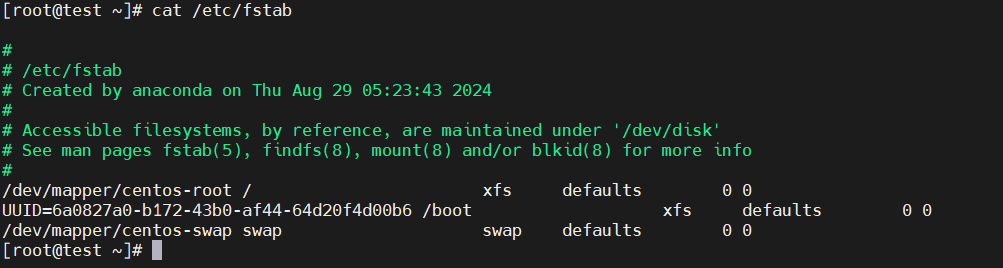 [root@test ~]# cat /etc/fstab
#
# /etc/fstab
# Created by anaconda on Thu Aug 29 05:23:43 2024
#
# Accessible filesystems, by reference, are maintained under '/dev/disk'
# See man pages fstab(5), findfs(8), mount(8) and/or blkid(8) for more info
#
/dev/mapper/centos-root /                       xfs     defaults        0 0
UUID=6a0827a0-b172-43b0-af44-64d20f4d00b6 /boot                         xfs     defaults        0 0
/dev/mapper/centos-swap swap                    swap    defaults        0 0
[root@test ~]#